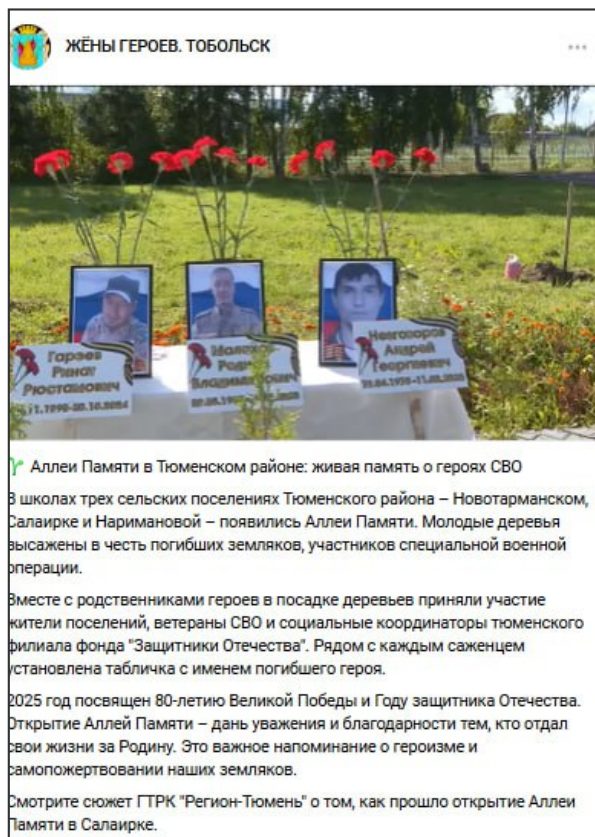 ЖЁНЫ ГЕРОЕВ. ТОБОЛЬСК
Гараев
Ринат
Рюстамович
Владимирович
Невгозоров
Андрей
Георгиевич
Аллеи Памяти в Тюменском районе: живая память о героях СВО
В школах трех сельских поселениях Тюменского района – Новотарманском,
Салаирке и Наримановой – появились Аллеи Памяти. Молодые деревья
высажены в честь погибших земляков, участников специальной военной
операции.
Вместе с родственниками героев в посадке деревьев приняли участие
жители поселений, ветераны СВО и социальные координаторы тюменского
филиала фонда "Защитники Отечества". Рядом с каждым саженцем
установлена табличка с именем погибшего героя.
2025 год посвящен 80-летию Великой Победы и Году защитника Отечества.
Открытие Аллей Памяти – дань уважения и благодарности тем, кто отдал
свои жизни за Родину. Это важное напоминание о героизме и
самопожертвовании наших земляков.
Смотрите сюжет ГТРК "Регион-Тюмень" о том, как прошло открытие Аллеи
Памяти в Салаирке.